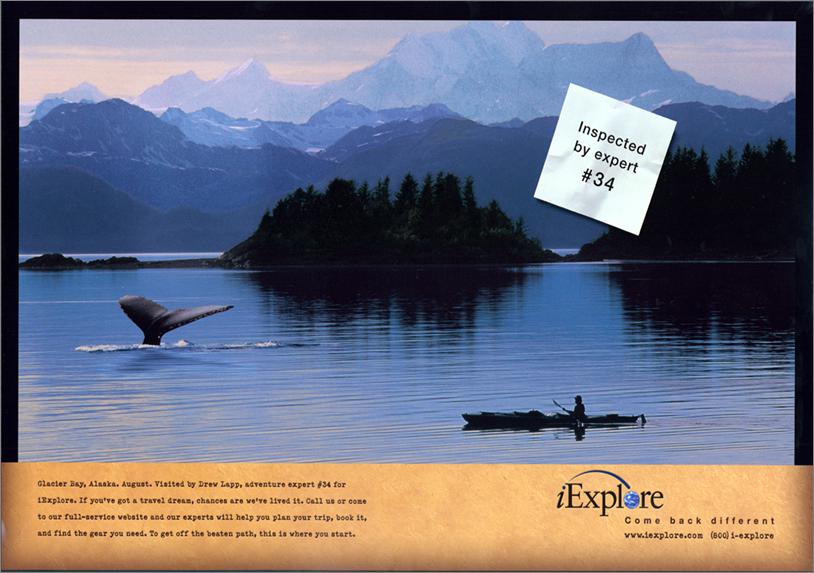 Inspected
by expert
#34
Glacier Bay, Alaska. August. Visited by Drew Lapp, adventure expert #34 for
iExplore. If you've got a travel dream, chances are we've lived it. Call us or come
to our full-service website and our experts will help you plan your trip, book it,
and find the gear you need. To get off the beaten path, this is where you start.
iExplore
Come back different
www.iexplore.com (800) i-explore